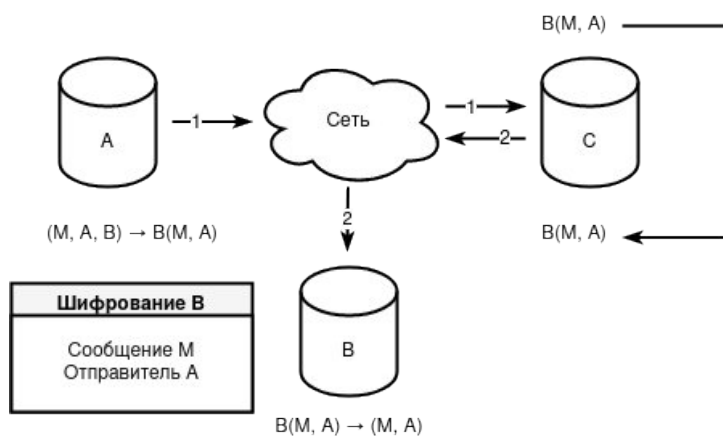 B(M, A)
A
1
Сеть
1
2
C
(M, A, B) → B(M, A)
2
B(M, A)
Шифрование B
Сообщение M
Отправитель A
B
B(M, A) → (M, A)